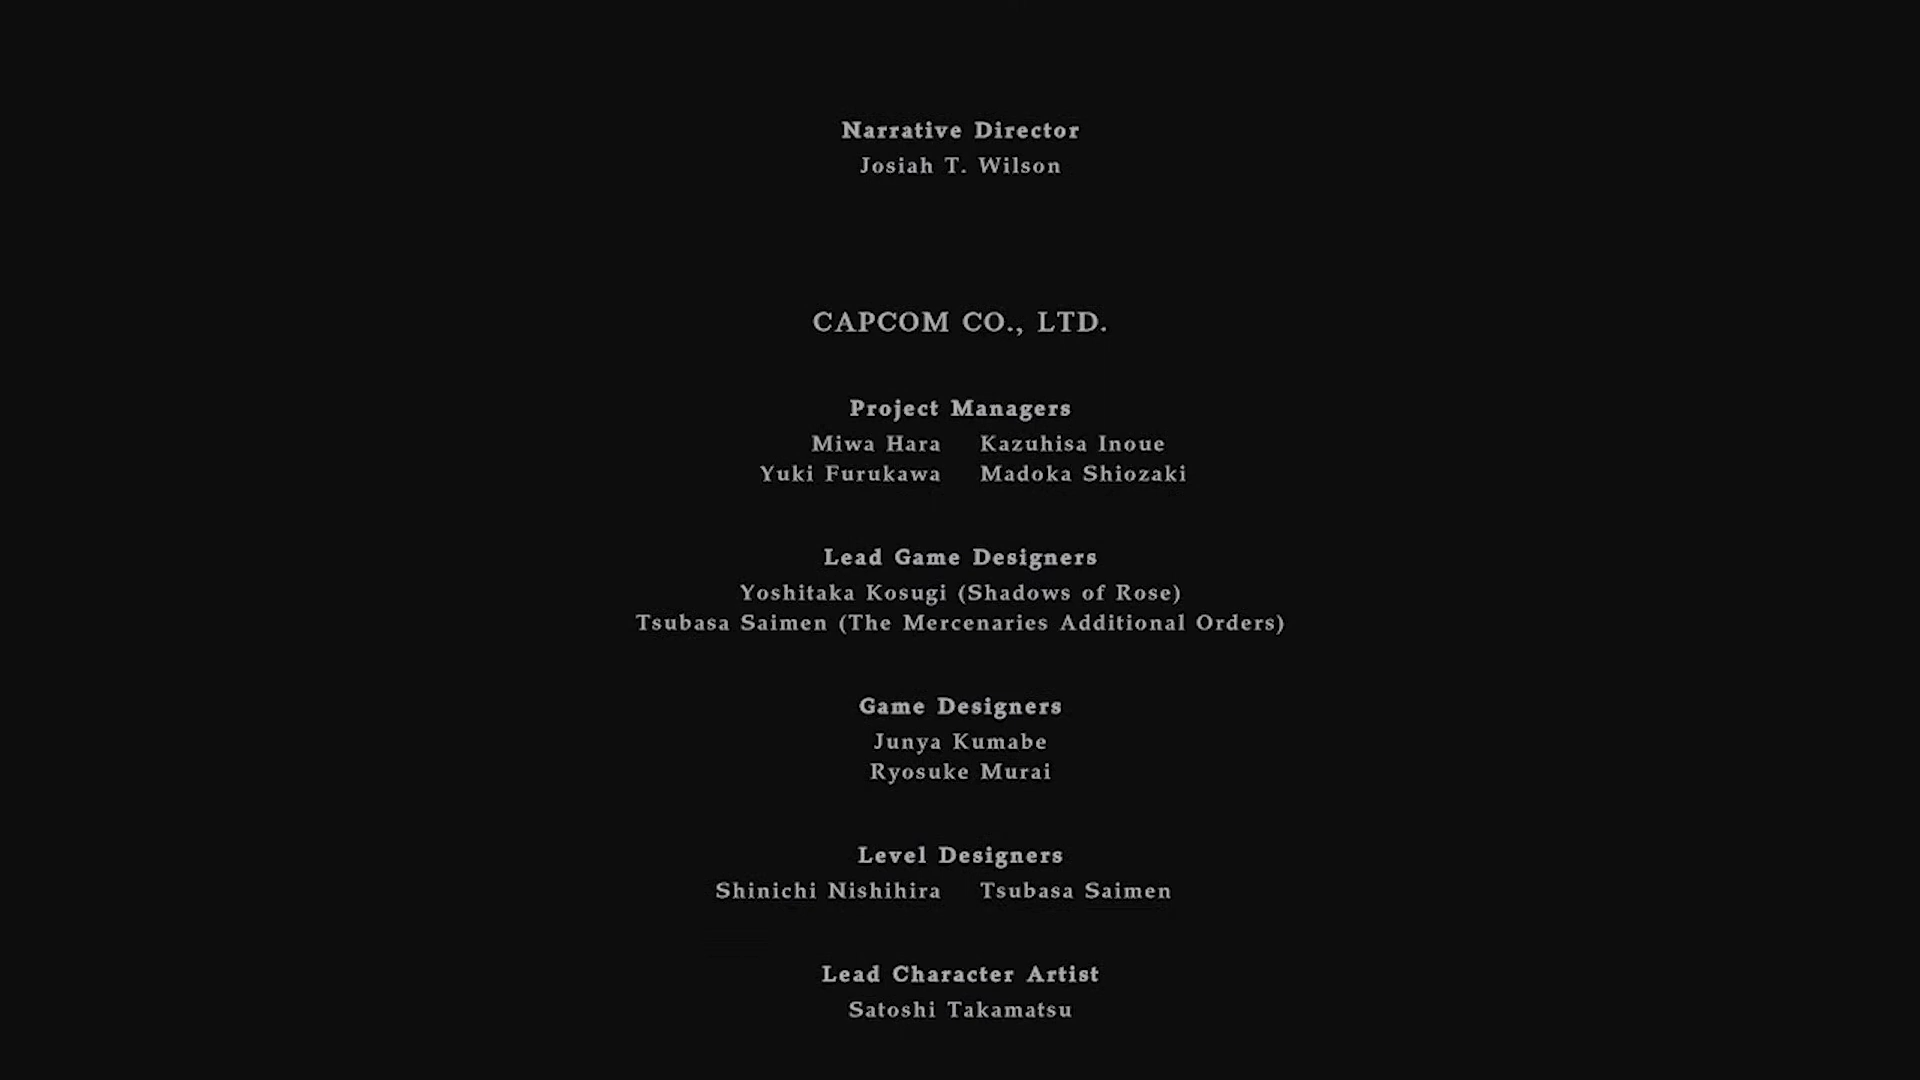 Narrative Director
Josiah T. Wilson
CAPCOM CO., LTD.
Project Managers
Miwa Hara Kazuhisa Inoue
Yuki Furukawa Madoka Shiozaki
Lead Game Designers
Yoshitaka Kosugi (Shadows of Rose)
Tsubasa Saimen (The Mercenaries Additional Orders)
Game Designers
Junya Kumabe
Ryosuke Murai
Level Designers
Shinichi Nishihira Tsubasa Saimen
Lead Character Artist
Satoshi Takamatsu